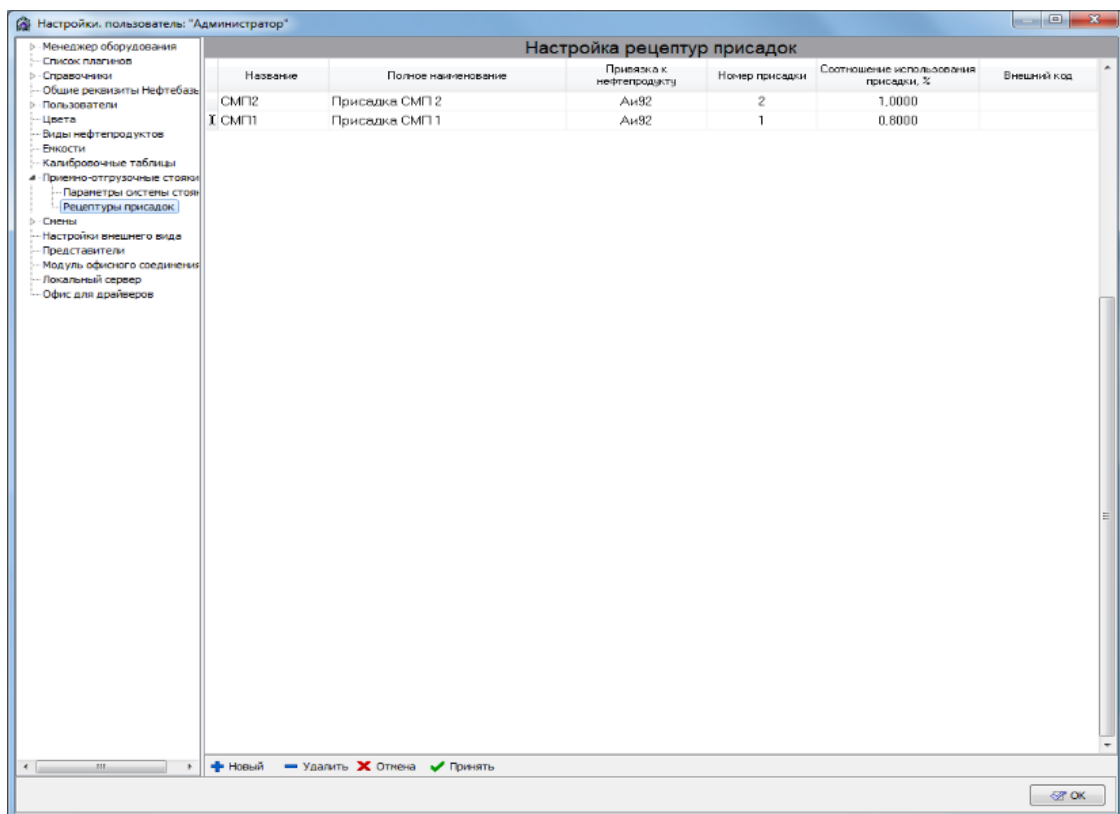 Настройки, пользователь: "Администратор"
Менеджер оборудования
Список плагинов
Справочники
Общие реквизиты Нефтебазь
Пользователи
Цвета
Виды нефтепродуктов
Емкости
Калибровочные таблицы
Приемно-отгрузочные стояки
Параметры системы стоян
Рецептуры присадок
Смены
Настройки внешнего вида
Представители
Модуль офисного соединения
Локальный сервер
Офис для драйверов
Настройка рецептур присадок
Название Полное наименование Привязка к нефтепродукту Номер присадки Соотношение использования присадки, % Внешний код
СМП2 Присадка СМП 2 Аи92 2 1,0000
СМП1 Присадка СМП 1 Аи92 1 0,8000
Новый Удалить Отмена Принять
OK